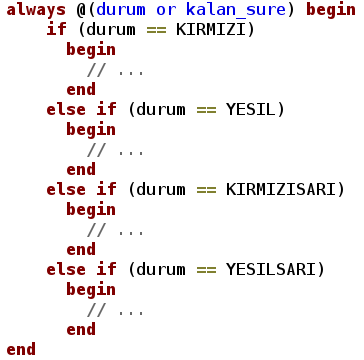 always @(durum or kalan_sure) begin
    if (durum == KIRMIZI)
      begin
        // ...
      end
    else if (durum == YESIL)
      begin
        // ...
      end
    else if (durum == KIRMIZISARI)
      begin
        // ...
      end
    else if (durum == YESILSARI)
      begin
        // ...
      end
end